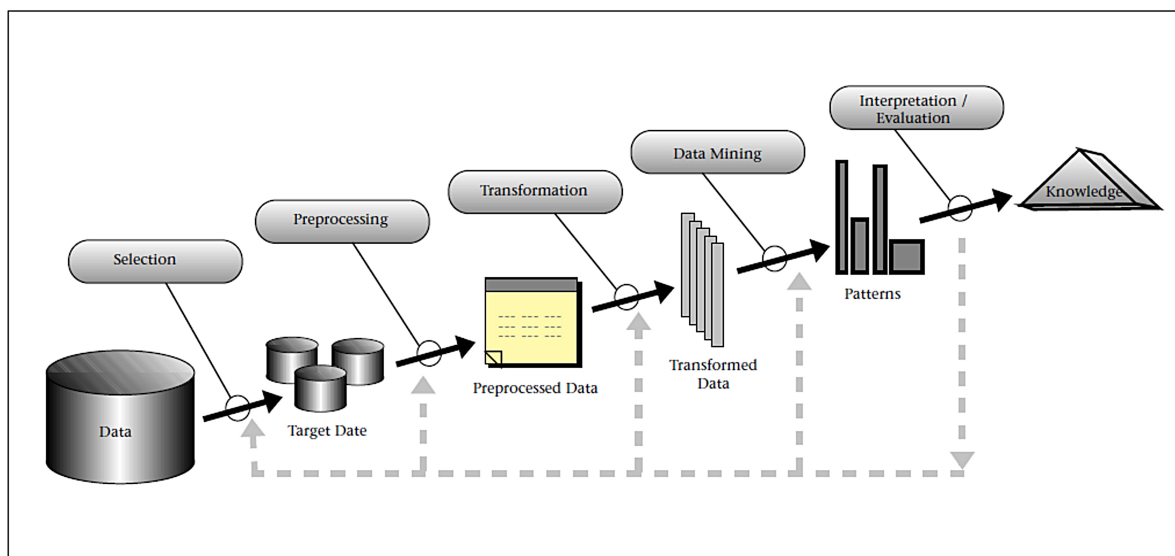 Interpretation /
Evaluation
Data Mining
Transformation
Knowledge
Preprocessing
Selection
Patterns
Transformed
Data
Preprocessed Data
Target Date
Data